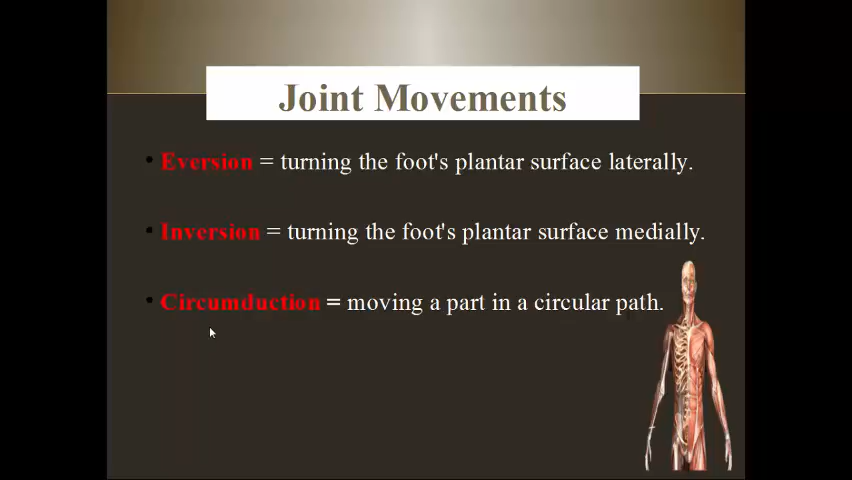 Joint Movements
• Eversion = turning the foot's plantar surface laterally.
• Inversion = turning the foot's plantar surface medially.
• Circumduction = moving a part in a circular path.